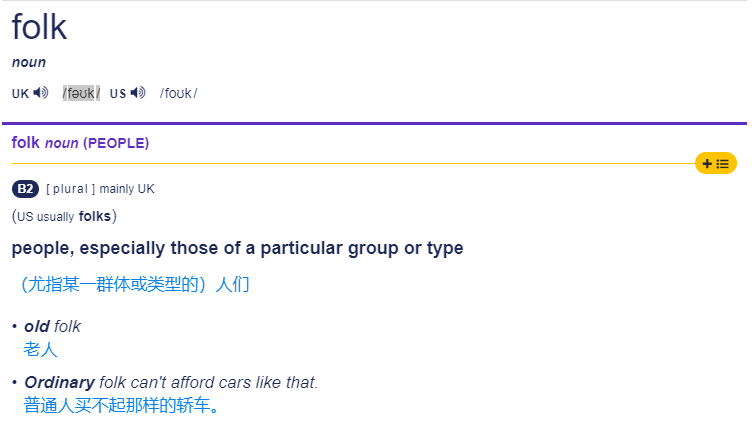 folk
noun
UK /fəʊk/ US /foʊk/
folk noun (PEOPLE)
B2 [ plural ] mainly UK
(US usually folks)
people, especially those of a particular group or type
（尤指某一群体或类型的）人们
• old folk
老人
• Ordinary folk can't afford cars like that.
普通人买不起那样的轿车。